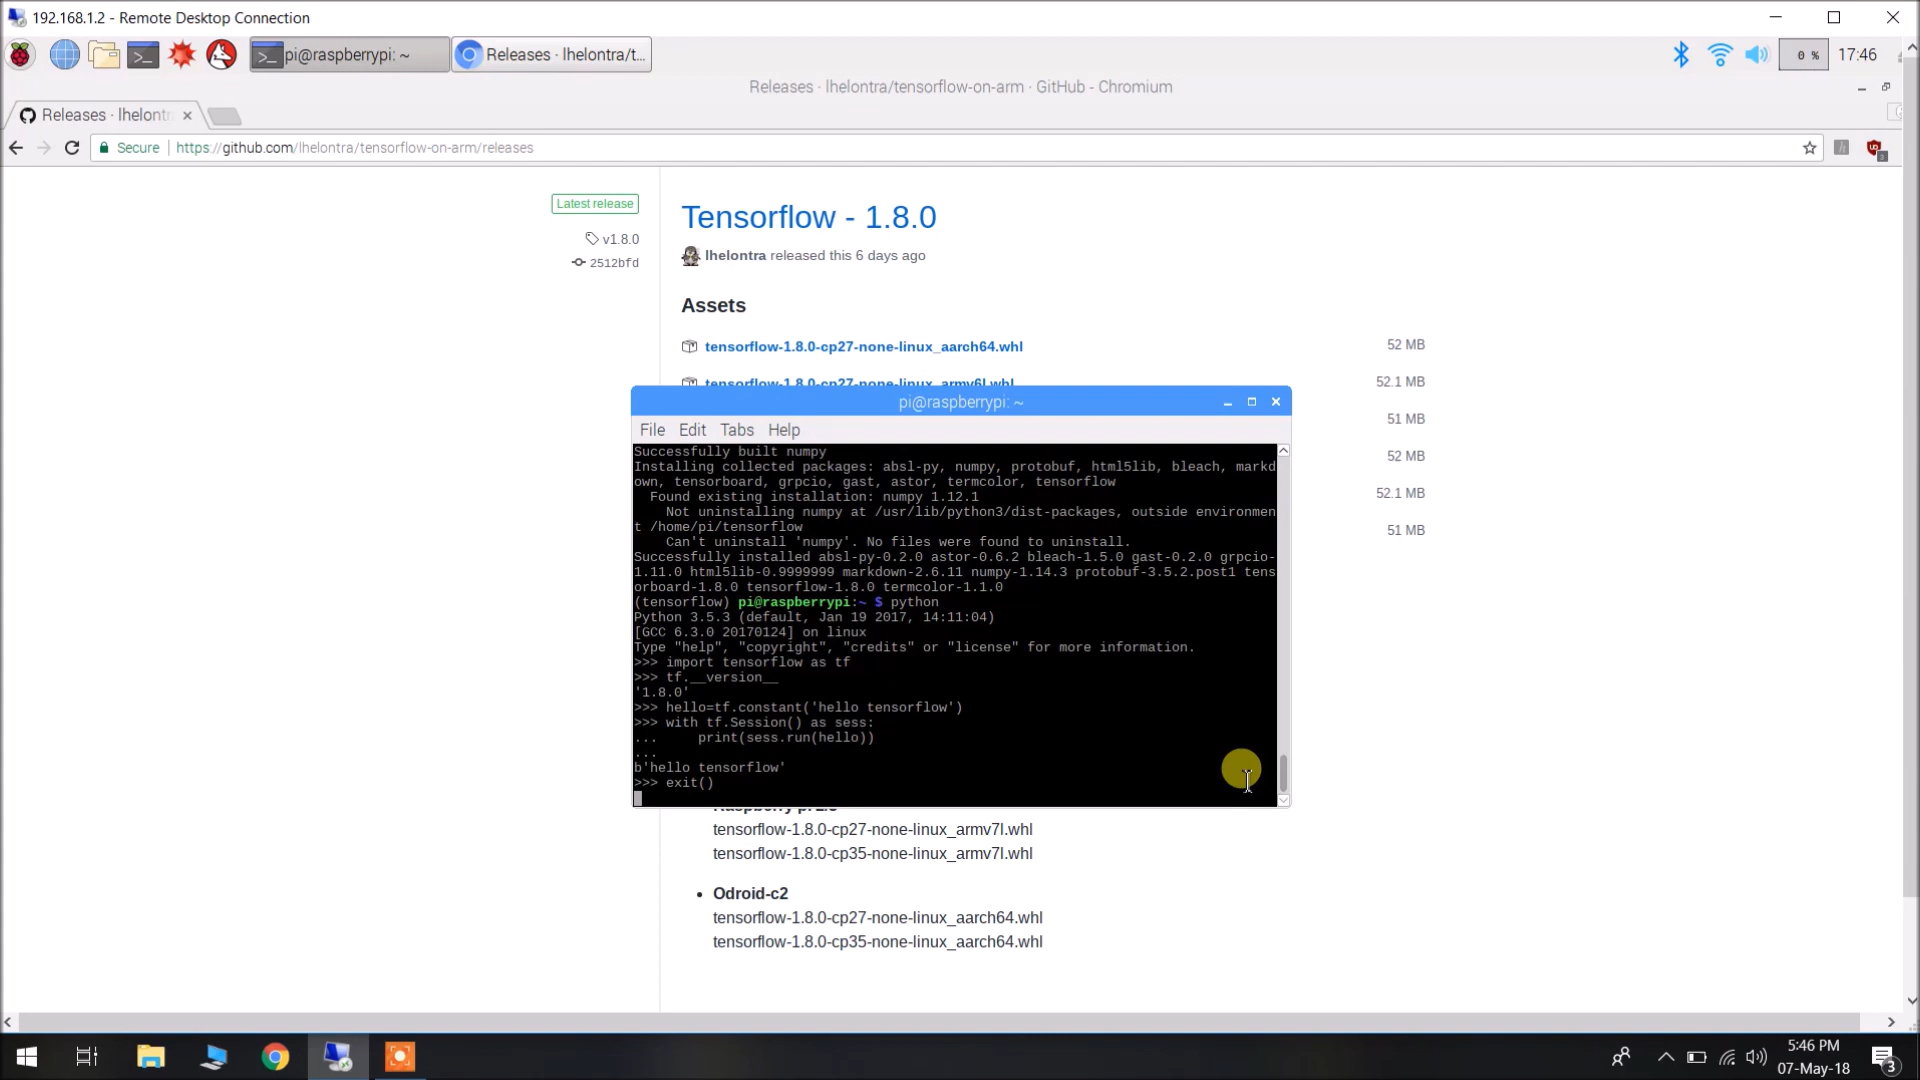 192.168.1.2 - Remote Desktop Connection
pi@raspberrypi: ~
Releases · lhelontra/t...
0 %
17:46
Releases · lhelontra/tensorflow-on-arm · GitHub - Chromium
Releases · lhelontr
Secure
https://github.com/lhelontra/tensorflow-on-arm/releases
Latest release
v1.8.0
2512bfd
Tensorflow - 1.8.0
lhelontra released this 6 days ago
Assets
tensorflow-1.8.0-cp27-none-linux_aarch64.whl
52 MB
tensorflow-1.8.0-cp27-none-linux_armv6l.whl
52.1 MB
51 MB
52 MB
52.1 MB
51 MB
pi@raspberrypi: ~
File Edit Tabs Help
Successfully built numpy
Installing collected packages: absl-py, numpy, protobuf, html5lib, bleach, markd
own, tensorboard, grpcio, gast, astor, termcolor, tensorflow
Found existing installation: numpy 1.12.1
Not uninstalling numpy at /usr/lib/python3/dist-packages, outside environmen
t /home/pi/tensorflow
Can't uninstall 'numpy'. No files were found to uninstall.
Successfully installed absl-py-0.2.0 astor-0.6.2 bleach-1.5.0 gast-0.2.0 grpcio-
1.11.0 html5lib-0.9999999 markdown-2.6.11 numpy-1.14.3 protobuf-3.5.2.post1 tens
orboard-1.8.0 tensorflow-1.8.0 termcolor-1.1.0
(tensorflow) pi@raspberrypi:~ $ python
Python 3.5.3 (default, Jan 19 2017, 14:11:04)
[GCC 6.3.0 20170124] on linux
Type "help", "copyright", "credits" or "license" for more information.
>>> import tensorflow as tf
>>> tf.__version__
'1.8.0'
>>> hello=tf.constant('hello tensorflow')
>>> with tf.Session() as sess:
...     print(sess.run(hello))
...
b'hello tensorflow'
>>> exit()
tensorflow-1.8.0-cp27-none-linux_armv7l.whl
tensorflow-1.8.0-cp35-none-linux_armv7l.whl
• Odroid-c2
tensorflow-1.8.0-cp27-none-linux_aarch64.whl
tensorflow-1.8.0-cp35-none-linux_aarch64.whl
5:46 PM
07-May-18
3